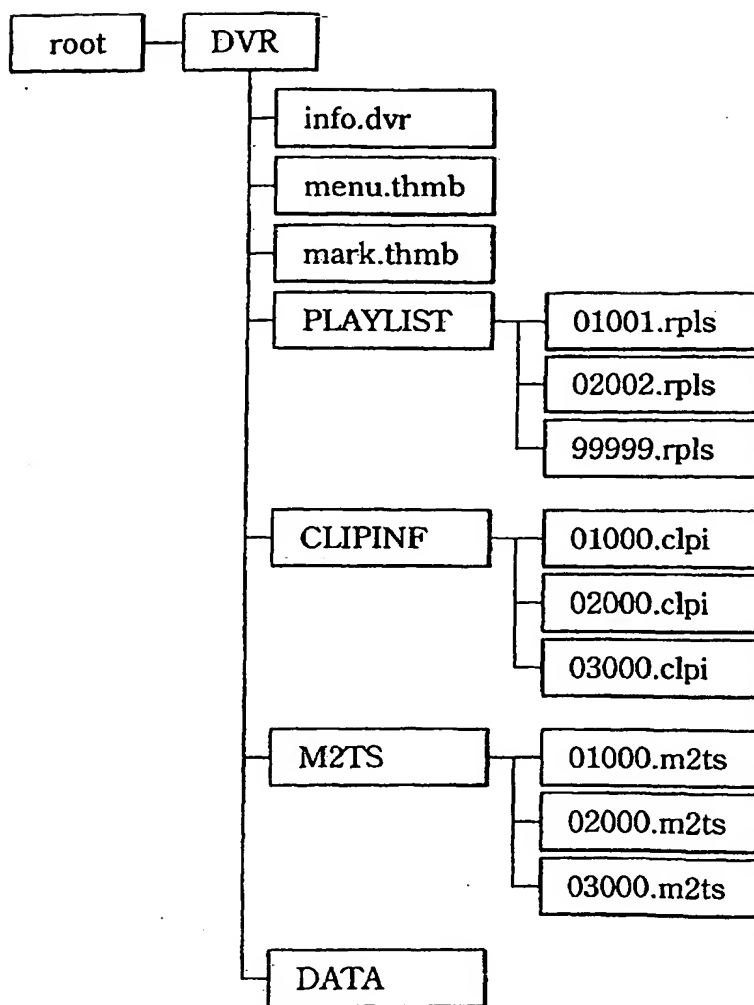 root DVR
info.dvr
menu.thmb
mark.thmb
PLAYLIST 01001.rpls
02002.rpls
99999.rpls
CLIPINF 01000.clpi
02000.clpi
03000.clpi
M2TS 01000.m2ts
02000.m2ts
03000.m2ts
DATA